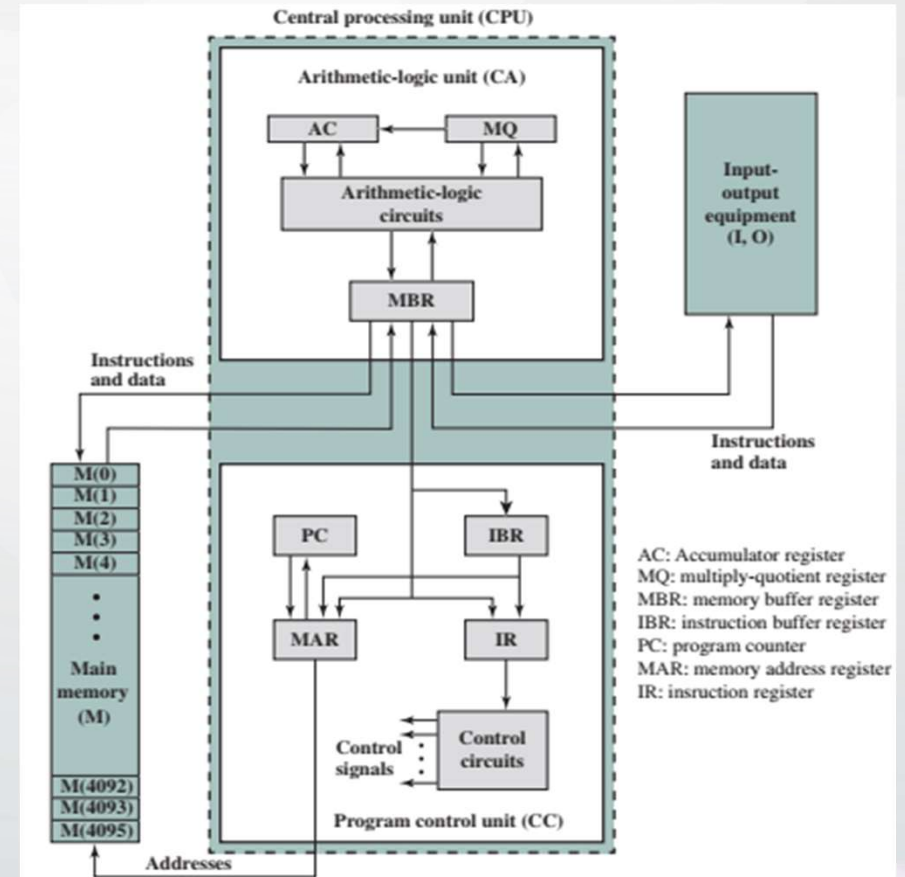 Central processing unit (CPU)
Arithmetic-logic unit (CA)
AC
MQ
Arithmetic-logic
circuits
MBR
Input-
output
equipment
(I, O)
Instructions
and data
Instructions
and data
M(0)
M(1)
M(2)
M(3)
M(4)
Main
memory
(M)
M(4092)
M(4093)
M(4095)
PC
IBR
MAR
IR
Control
signals
Control
circuits
Program control unit (CC)
Addresses
AC: Accumulator register
MQ: multiply-quotient register
MBR: memory buffer register
IBR: instruction buffer register
PC: program counter
MAR: memory address register
IR: insruction register